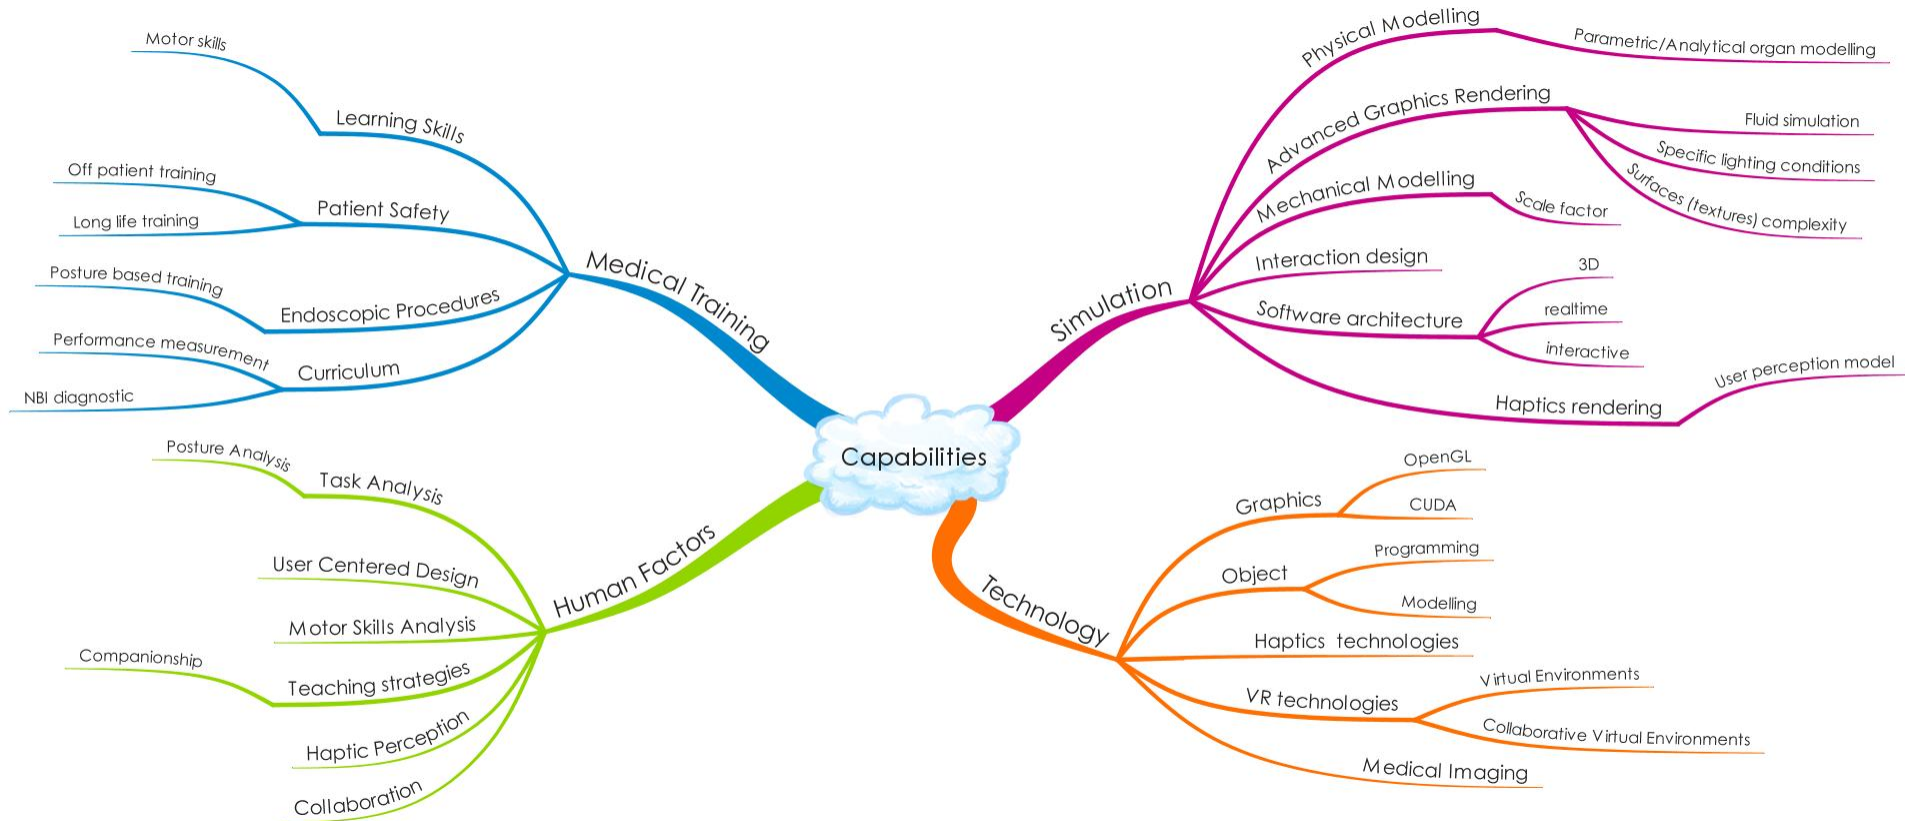 Capabilities
Medical Training
Learning Skills
Motor skills
Patient Safety
Off patient training
Long life training
Endoscopic Procedures
Posture based training
Curriculum
Performance measurement
NBI diagnostic
Human Factors
Task Analysis
Posture Analysis
User Centered Design
Motor Skills Analysis
Teaching strategies
Companionship
Haptic Perception
Collaboration
Simulation
Physical Modelling
Parametric/Analytical organ modelling
Advanced Graphics Rendering
Fluid simulation
Specific lighting conditions
Surfaces (textures) complexity
Mechanical Modelling
Scale factor
Interaction design
Software architecture
3D
realtime
interactive
Haptics rendering
User perception model
Technology
Graphics
OpenGL
CUDA
Object
Programming
Modelling
Haptics technologies
VR technologies
Virtual Environments
Collaborative Virtual Environments
Medical Imaging